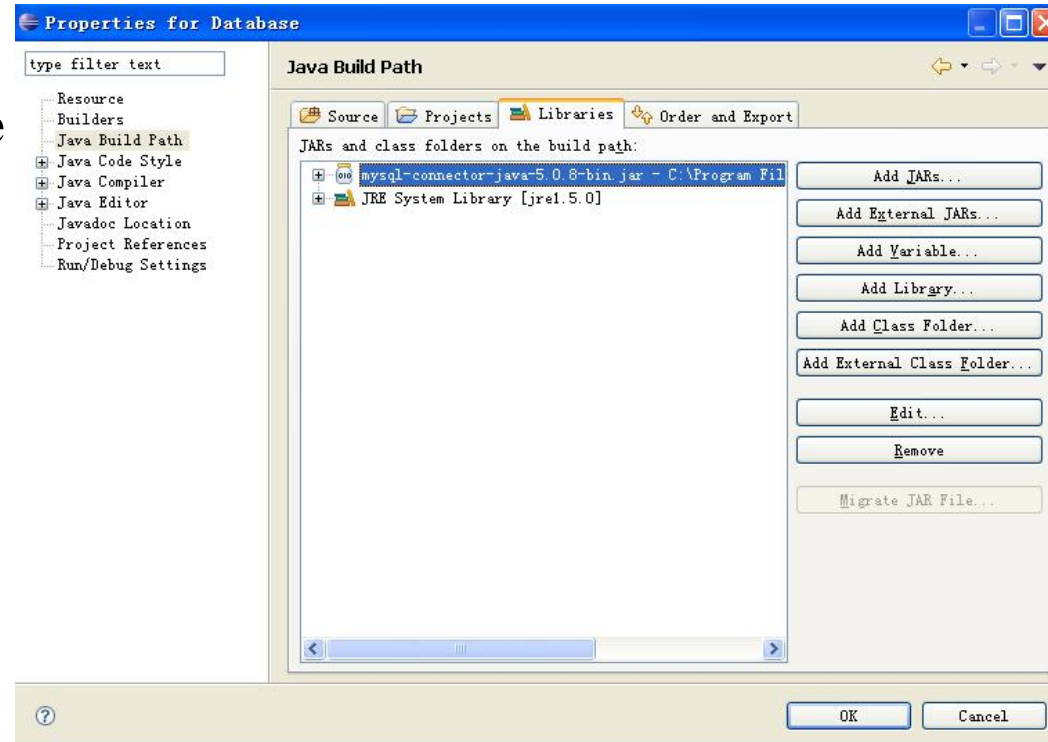 Properties for Database
type filter text
Resource
Builders
Java Build Path
Java Code Style
Java Compiler
Java Editor
Javadoc Location
Project References
Run/Debug Settings
e
Java Build Path
Source
Projects
Libraries
Order and Export
JARs and class folders on the build path:
mysql-connector-java-5.0.8-bin.jar - C:\Program Fil
JRE System Library [jre1.5.0]
Add JARs...
Add External JARs...
Add Variable...
Add Library...
Add Class Folder...
Add External Class Folder...
Edit...
Remove
Migrate JAR File...
?
OK
Cancel